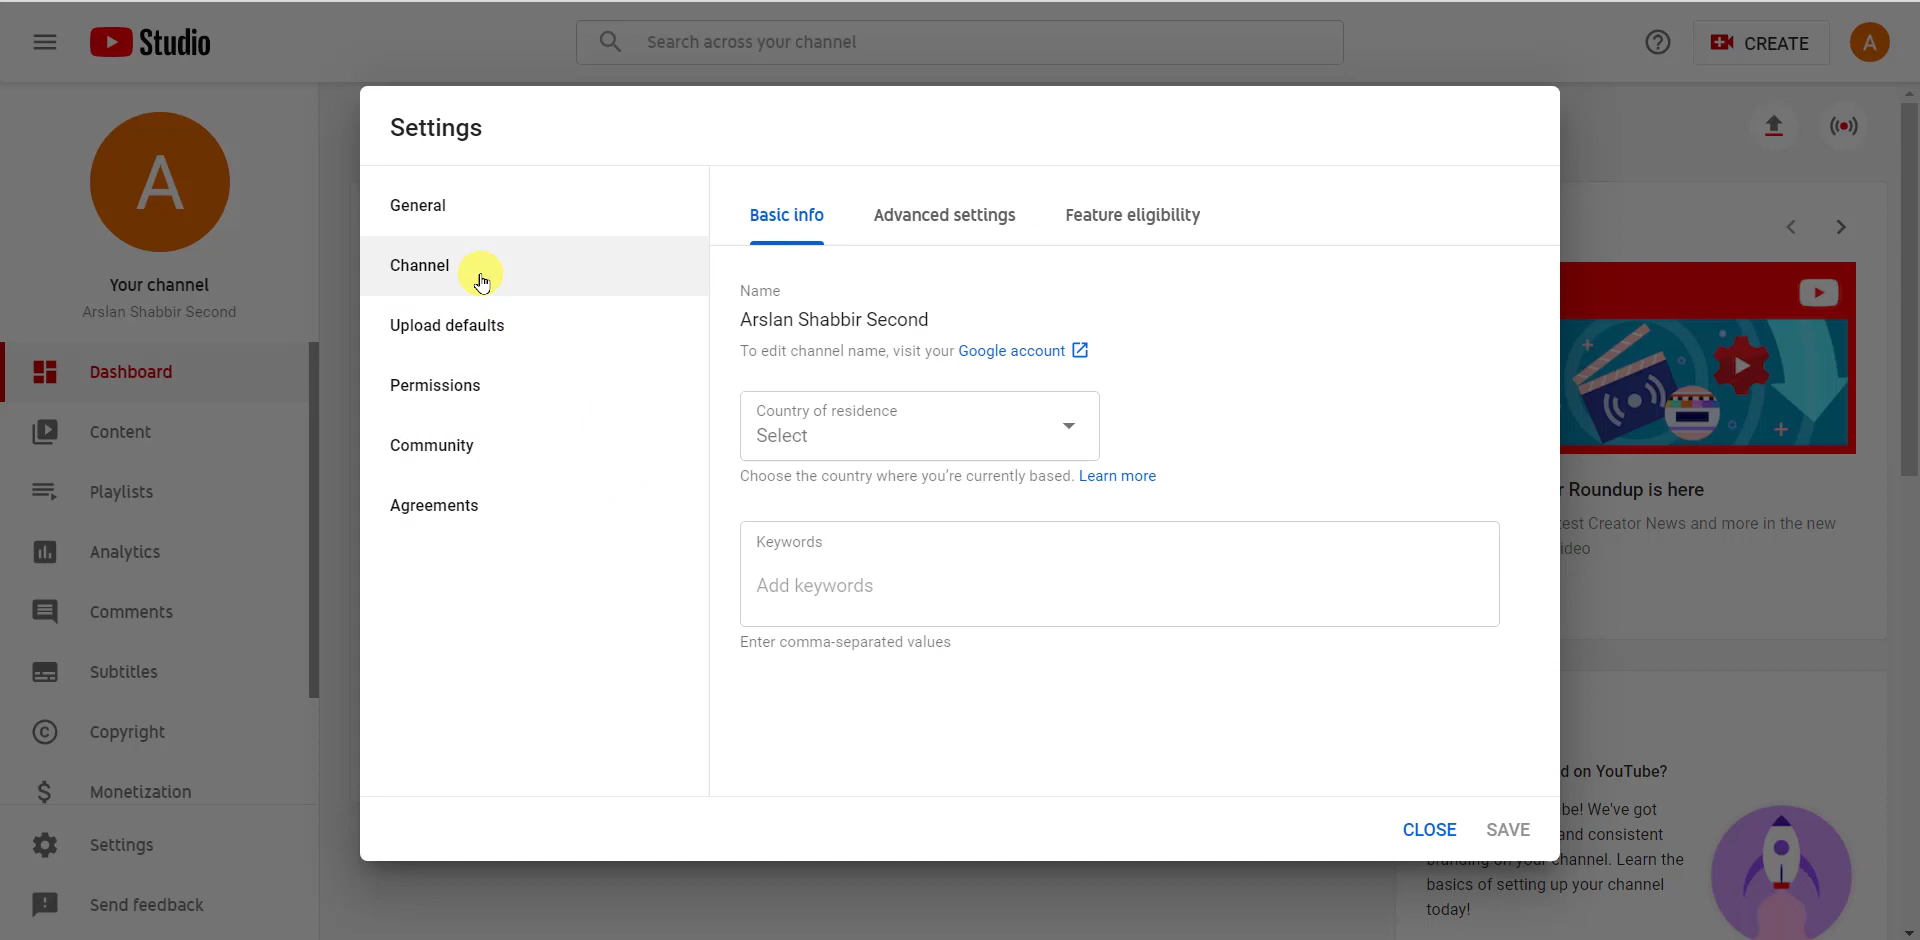 Studio
Search across your channel
CREATE
A
A
Your channel
Arslan Shabbir Second
Dashboard
Content
Playlists
Analytics
Comments
Subtitles
Copyright
Monetization
Settings
Send feedback
Settings
General
Channel
Upload defaults
Permissions
Community
Agreements
Basic info
Advanced settings
Feature eligibility
Name
Arslan Shabbir Second
To edit channel name, visit your Google account
Country of residence
Select
Choose the country where you're currently based. Learn more
Keywords
Add keywords
Enter comma-separated values
CLOSE
SAVE
Roundup is here
Creator News and more in the new
on YouTube?
We've got
and consistent
channel. Learn the
basics of setting up your channel
today!